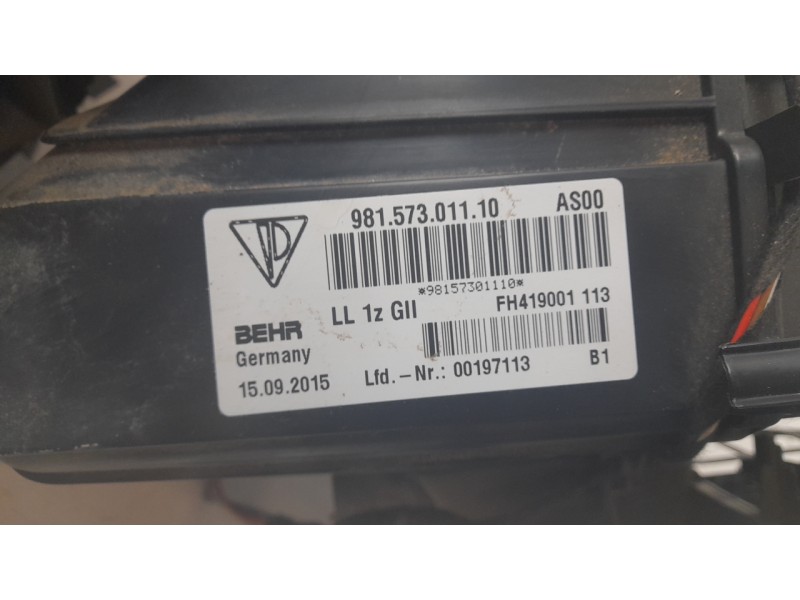 981.573.011.10 AS00
*98157301110*
LL 1z GII FH419001 113
BEHR
Germany
15.09.2015 Lfd.-Nr.: 00197113 B1